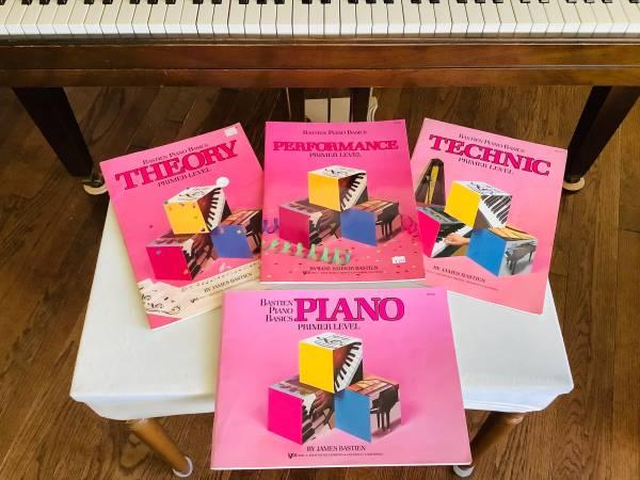 BASTIEN PIANO BASICS
THEORY
PRIMER LEVEL
BY JAMES BASTIEN
BASTIEN PIANO BASICS
PERFORMANCE
PRIMER LEVEL
BASTIEN PIANO BASICS
TECHNIC
PRIMER LEVEL
BY JAMES BASTIEN
BASTIEN
PIANO
BASICS
PIANO
PRIMER LEVEL
BY JAMES BASTIEN